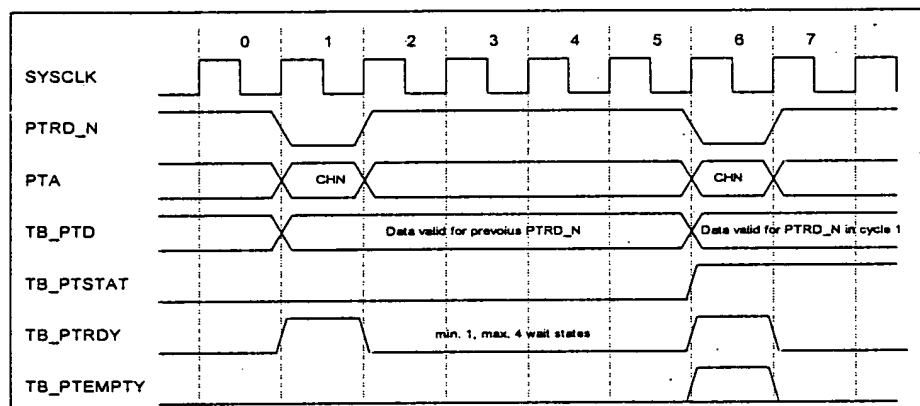 0 1 2 3 4 5 6 7
SYSCLK
PTRD_N
PTA CHN CHN
TB_PTD Data valid for prevoius PTRD_N Data valid for PTRD_N in cycle 1
TB_PTSTAT
TB_PTRDY min. 1, max. 4 wait states
TB_PTEMPTY